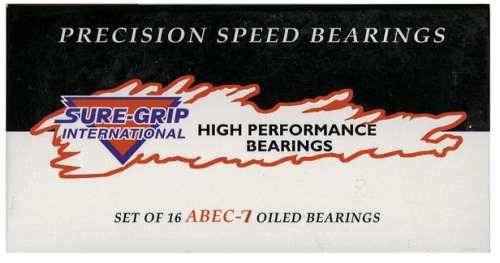 PRECISION SPEED BEARINGS
SURE-GRIP
INTERNATIONAL
HIGH PERFORMANCE
BEARINGS
SET OF 16 ABEC-7 OILED BEARINGS